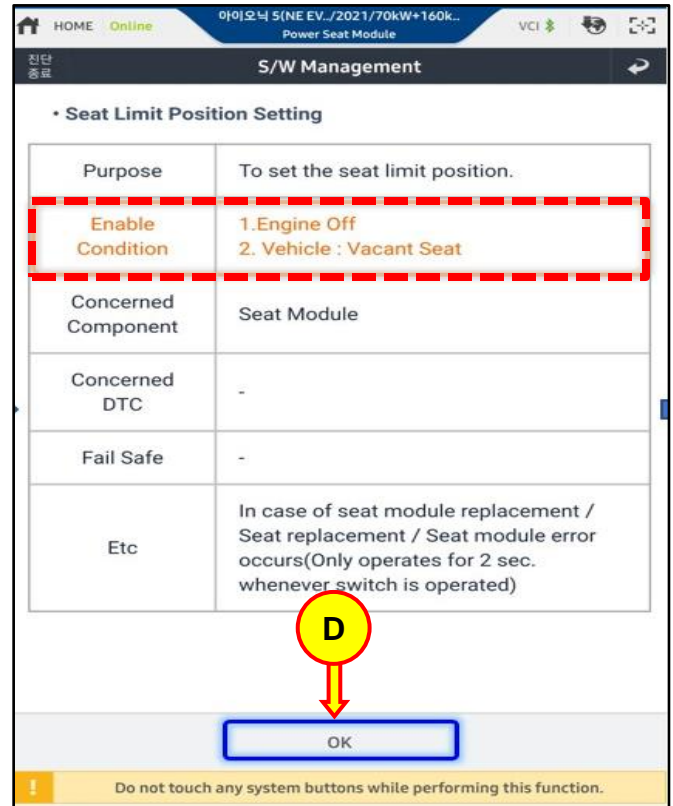 HOME Online
아이오닉 5(NE EV../2021/70kW+160k..
Power Seat Module
VCI
진단
종료
S/W Management
• Seat Limit Position Setting
Purpose
To set the seat limit position.
Enable
Condition
1.Engine Off
2. Vehicle : Vacant Seat
Concerned
Component
Seat Module
Concerned
DTC
-
Fail Safe
-
Etc
In case of seat module replacement /
Seat replacement / Seat module error
occurs(Only operates for 2 sec.
whenever switch is operated)
D
OK
! Do not touch any system buttons while performing this function.